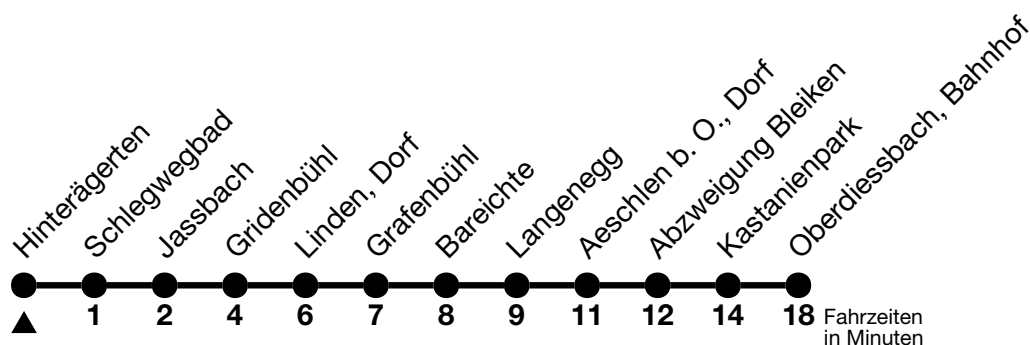 Hinterägerten
Schlegwegbad
Jassbach
Gridenbühl
Linden, Dorf
Grafenbühl
Bareichte
Langenegg
Aeschlen b. O., Dorf
Abzweigung Bleiken
Kastanienpark
Oberdiessbach, Bahnhof
1 2 4 6 7 8 9 11 12 14 18 Fahrzeiten
in Minuten